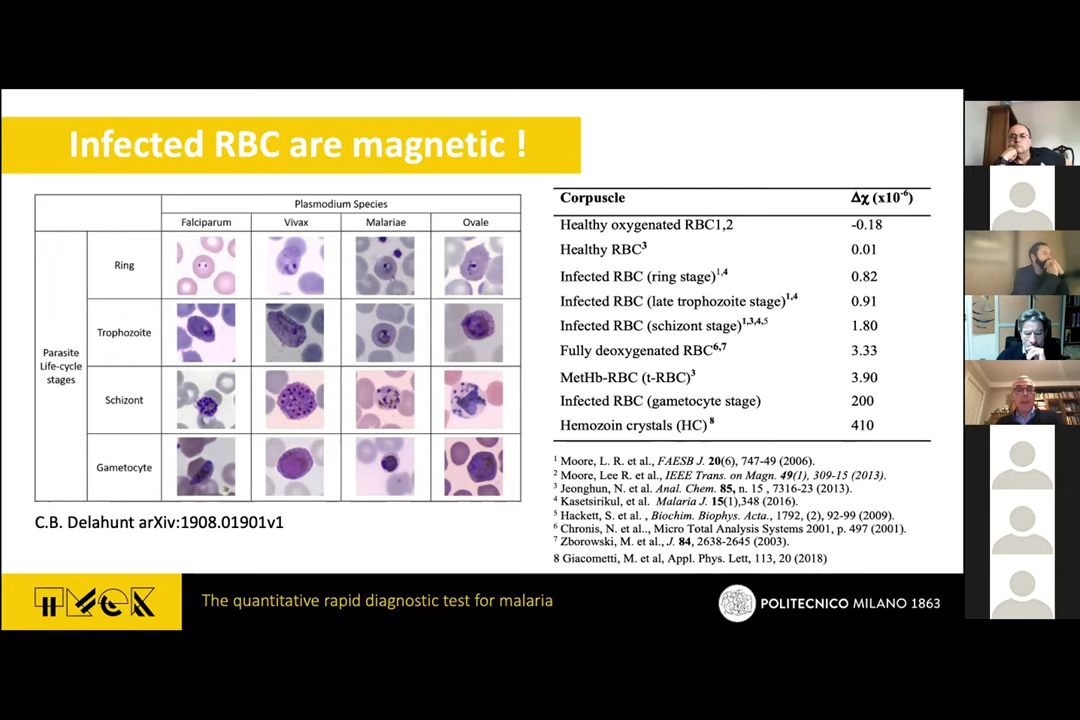 Infected RBC are magnetic !
Plasmodium Species
Falciparum Vivax Malariae Ovale
Parasite
Life-cycle
stages
Ring
Trophozoite
Schizont
Gametocyte
C.B. Delahunt arXiv:1908.01901v1
Corpuscle Δχ (x10⁻⁶)
Healthy oxygenated RBC1,2 -0.18
Healthy RBC³ 0.01
Infected RBC (ring stage)¹,⁴ 0.82
Infected RBC (late trophozoite stage)¹,⁴ 0.91
Infected RBC (schizont stage)¹,³,⁴,⁵ 1.80
Fully deoxygenated RBC⁶,⁷ 3.33
MetHb-RBC (t-RBC)³ 3.90
Infected RBC (gametocyte stage) 200
Hemozoin crystals (HC) ⁸ 410
¹ Moore, L. R. et al., FAESB J. 20(6), 747-49 (2006).
² Moore, Lee R. et al., IEEE Trans. on Magn. 49(1), 309-15 (2013).
³ Jeonghun, N. et al. Anal. Chem. 85, n. 15 , 7316-23 (2013).
⁴ Kasetsirikul, et al. Malaria J. 15(1),348 (2016).
⁵ Hackett, S. et al. , Biochim. Biophys. Acta., 1792, (2), 92-99 (2009).
⁶ Chronis, N. et al.., Micro Total Analysis Systems 2001, p. 497 (2001).
⁷ Zborowski, M. et al., J. 84, 2638-2645 (2003).
8 Giacometti, M. et al, Appl. Phys. Lett, 113, 20 (2018)
TMEK
The quantitative rapid diagnostic test for malaria
POLITECNICO MILANO 1863